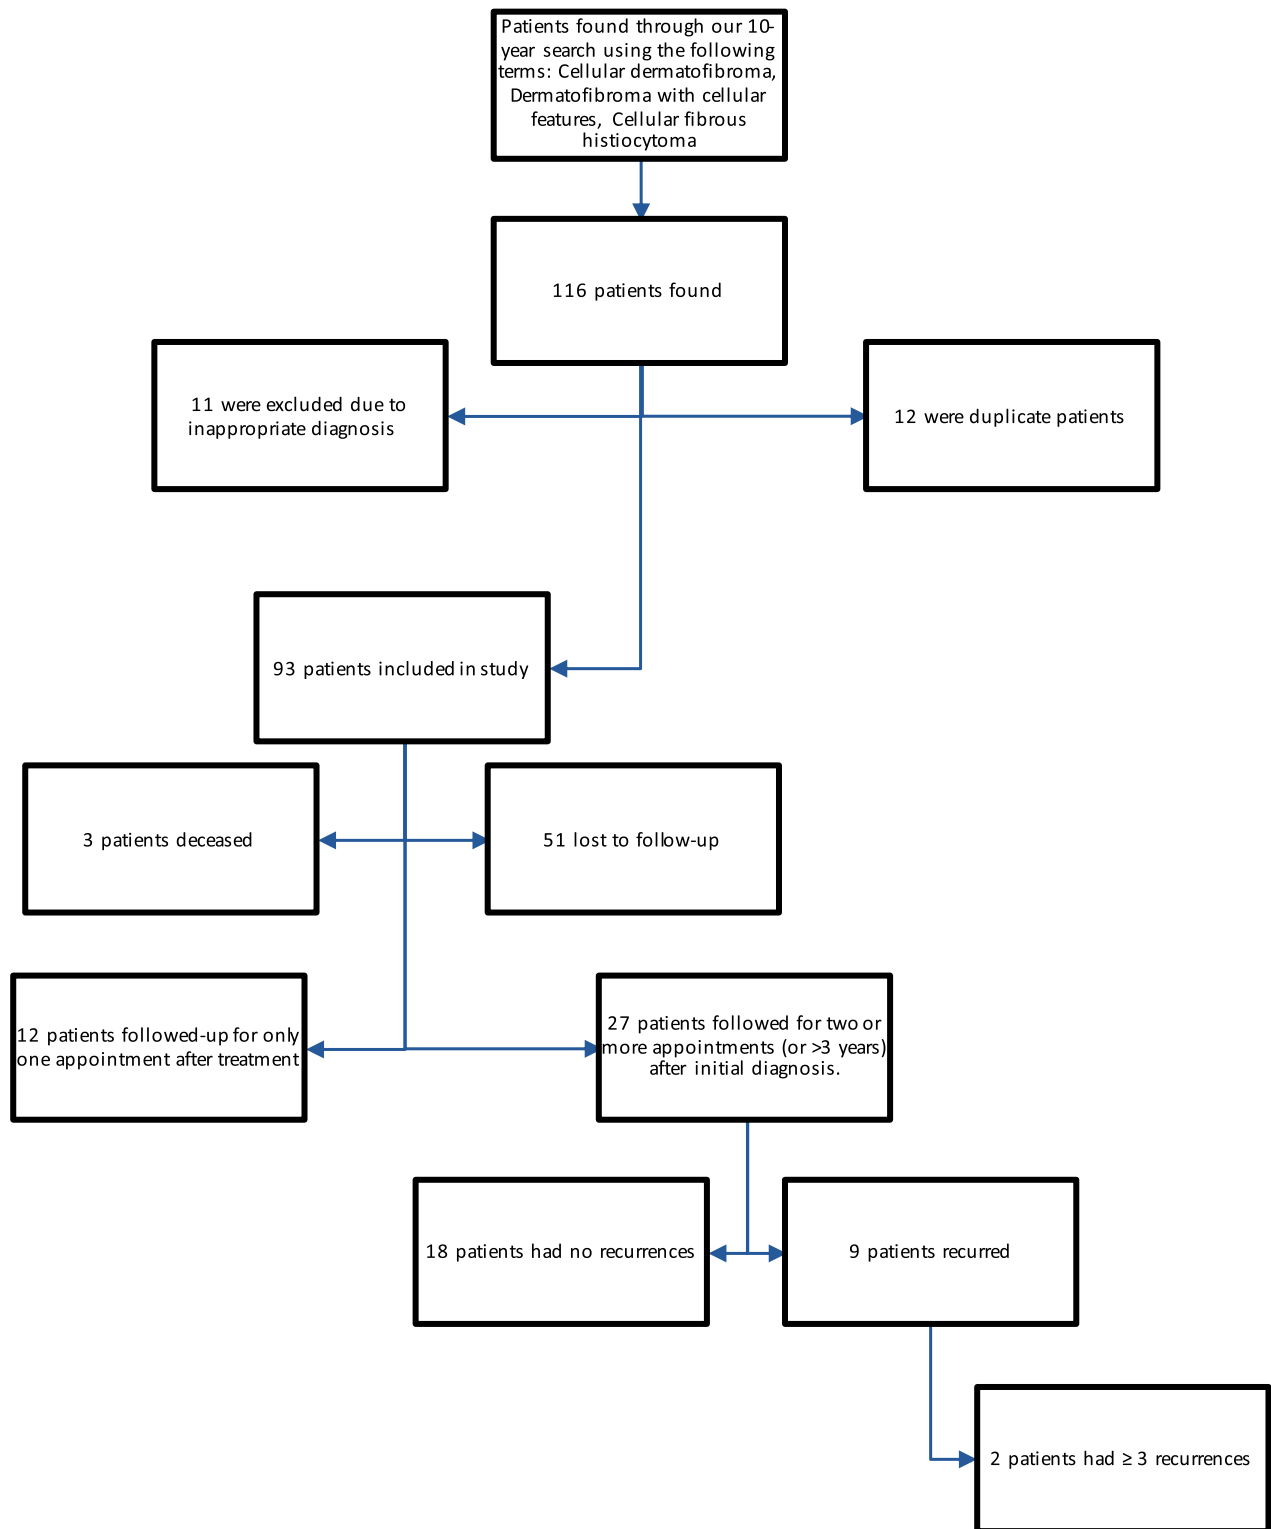 Patients found through our 10-
year search using the following
terms: Cellular dermatofibroma,
Dermatofibroma with cellular
features, Cellular fibrous
histiocytoma
116 patients found
11 were excluded due to
inappropriate diagnosis
12 were duplicate patients
93 patients included in study
3 patients deceased
51 lost to follow-up
12 patients followed-up for only
one appointment after treatment
27 patients followed for two or
more appointments (or >3 years)
after initial diagnosis.
18 patients had no recurrences
9 patients recurred
2 patients had ≥ 3 recurrences